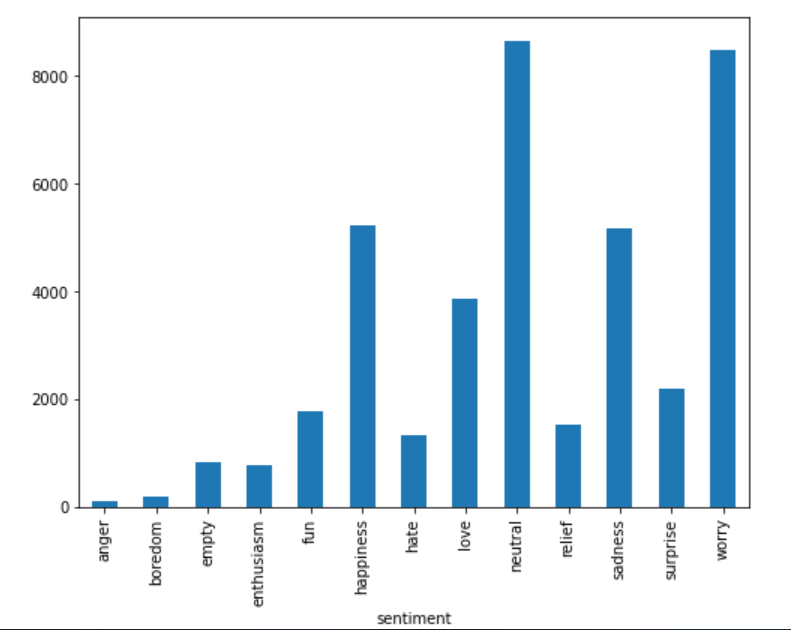 8000
6000
4000
2000
0
anger
boredom
empty
enthusiasm
fun
happiness
hate
love
neutral
relief
sadness
surprise
worry
sentiment